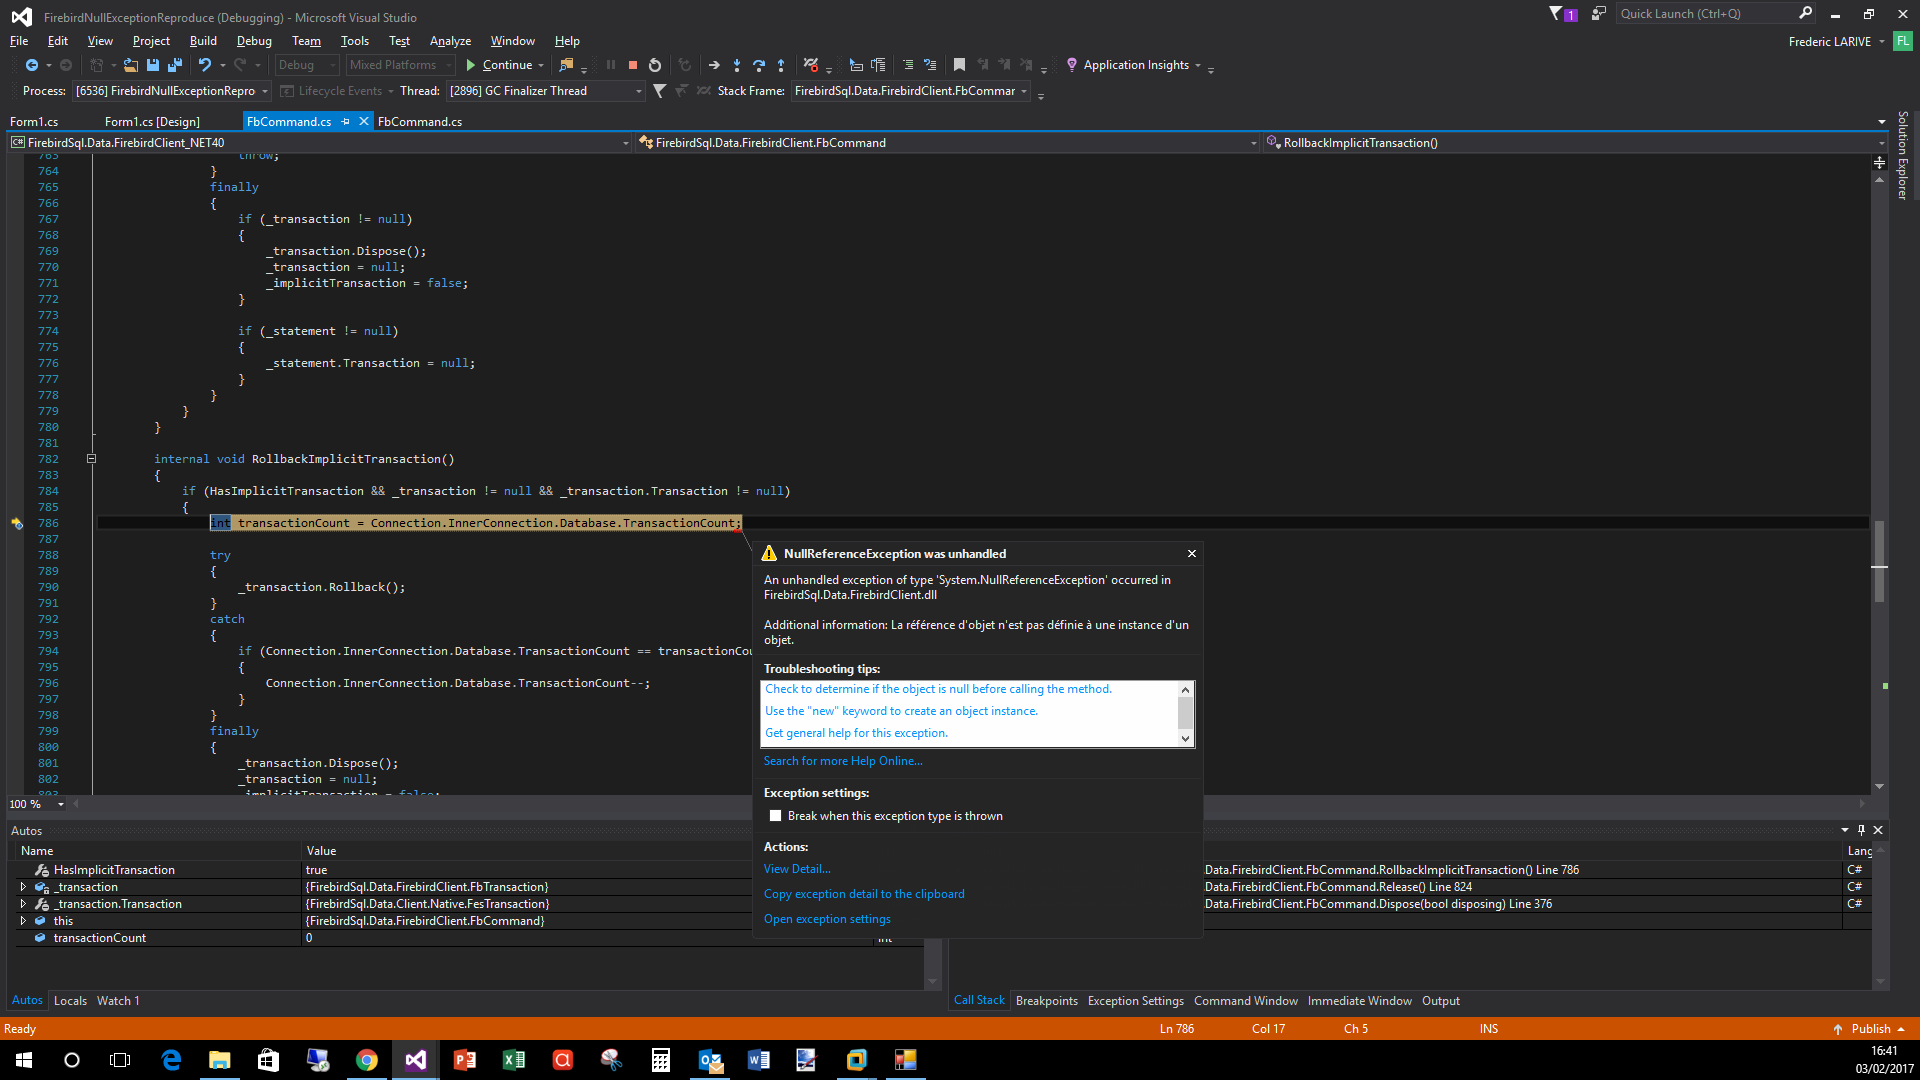 FirebirdNullExceptionReproduce (Debugging) - Microsoft Visual Studio
1
Quick Launch (Ctrl+Q)
File Edit View Project Build Debug Team Tools Test Analyze Window Help
Frederic LARIVE FL
Debug Mixed Platforms Continue Application Insights
Process: [6536] FirebirdNullExceptionRepro Lifecycle Events Thread: [2896] GC Finalizer Thread Stack Frame: FirebirdSql.Data.FirebirdClient.FbCommar
Form1.cs Form1.cs [Design] FbCommand.cs FbCommand.cs
Solution Explorer
C# FirebirdSql.Data.FirebirdClient_NET40 FirebirdSql.Data.FirebirdClient.FbCommand RollbackImplicitTransaction()
763 throw;
764 }
765 finally
766 {
767 if (_transaction != null)
768 {
769 _transaction.Dispose();
770 _transaction = null;
771 _implicitTransaction = false;
772 }
773
774 if (_statement != null)
775 {
776 _statement.Transaction = null;
777 }
778 }
779 }
780 }
781
782 internal void RollbackImplicitTransaction()
783 {
784 if (HasImplicitTransaction && _transaction != null && _transaction.Transaction != null)
785 {
786 int transactionCount = Connection.InnerConnection.Database.TransactionCount;
787
788 try
789 {
790 _transaction.Rollback();
791 }
792 catch
793 {
794 if (Connection.InnerConnection.Database.TransactionCount == transactionCou
795 {
796 Connection.InnerConnection.Database.TransactionCount--;
797 }
798 }
799 finally
800 {
801 _transaction.Dispose();
802 _transaction = null;
803 _implicitTransaction = false;
NullReferenceException was unhandled
An unhandled exception of type 'System.NullReferenceException' occurred in
FirebirdSql.Data.FirebirdClient.dll
Additional information: La référence d'objet n'est pas définie à une instance d'un
objet.
Troubleshooting tips:
Check to determine if the object is null before calling the method.
Use the "new" keyword to create an object instance.
Get general help for this exception.
Search for more Help Online...
Exception settings:
Break when this exception type is thrown
Actions:
View Detail...
Copy exception detail to the clipboard
Open exception settings
100 %
Autos
Name Value
HasImplicitTransaction true
_transaction {FirebirdSql.Data.FirebirdClient.FbTransaction}
_transaction.Transaction {FirebirdSql.Data.Client.Native.FesTransaction}
this {FirebirdSql.Data.FirebirdClient.FbCommand}
transactionCount 0 int
Lang
.Data.FirebirdClient.FbCommand.RollbackImplicitTransaction() Line 786 C#
.Data.FirebirdClient.FbCommand.Release() Line 824 C#
.Data.FirebirdClient.FbCommand.Dispose(bool disposing) Line 376 C#
Autos Locals Watch 1
Call Stack Breakpoints Exception Settings Command Window Immediate Window Output
Ready Ln 786 Col 17 Ch 5 INS Publish
16:41
03/02/2017